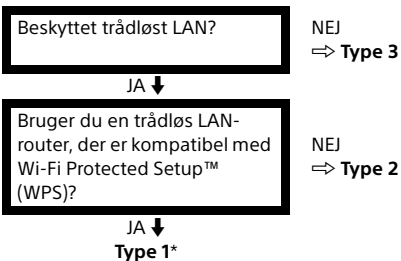 Beskyttet trådløst LAN?
NEJ
⇨ Type 3
JA ⬇
Bruger du en trådløs LAN-
router, der er kompatibel med
Wi-Fi Protected Setup™
(WPS)?
NEJ
⇨ Type 2
JA ⬇
Type 1*